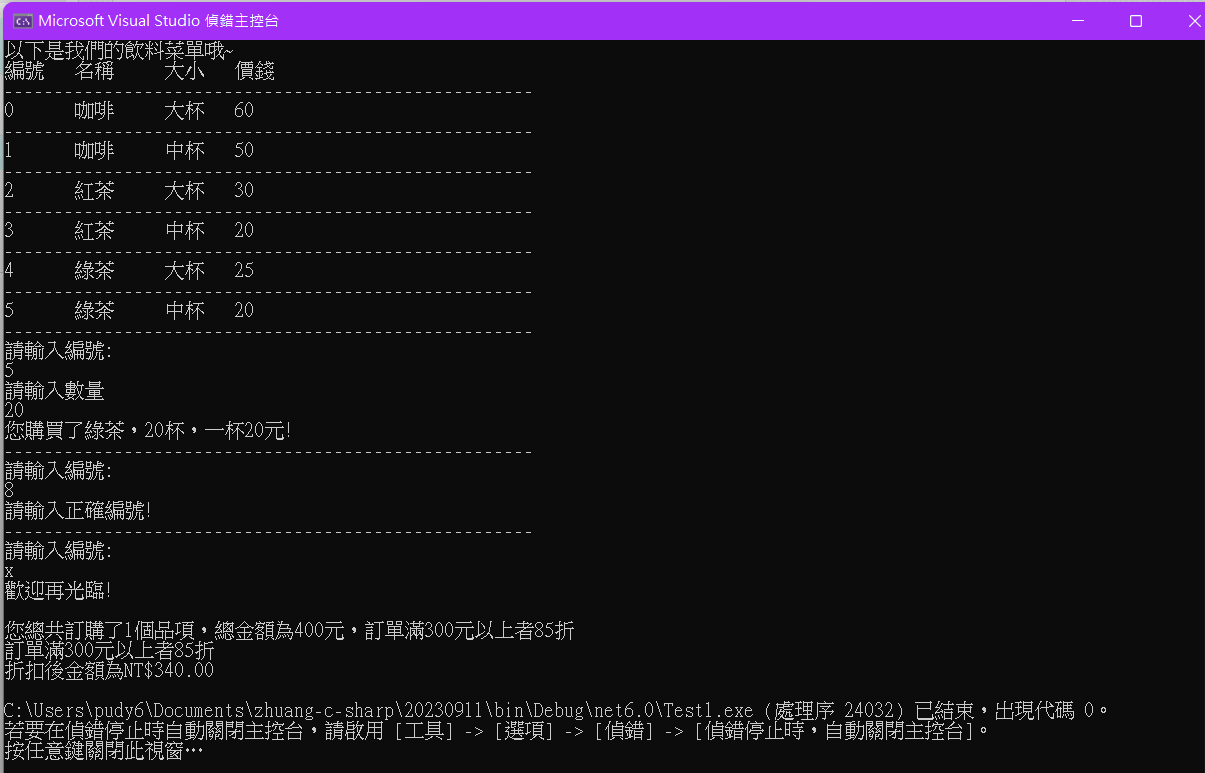 Microsoft Visual Studio 偵錯主控台
以下是我們的飲料菜單哦~
編號 名稱 大小 價錢
-----------------------------------------------------
0 咖啡 大杯 60
-----------------------------------------------------
1 咖啡 中杯 50
-----------------------------------------------------
2 紅茶 大杯 30
-----------------------------------------------------
3 紅茶 中杯 20
-----------------------------------------------------
4 綠茶 大杯 25
-----------------------------------------------------
5 綠茶 中杯 20
-----------------------------------------------------
請輸入編號:
5
請輸入數量
20
您購買了綠茶，20杯，一杯20元!
-----------------------------------------------------
請輸入編號:
8
請輸入正確編號!
-----------------------------------------------------
請輸入編號:
x
歡迎再光臨!
您總共訂購了1個品項，總金額為400元，訂單滿300元以上者85折
訂單滿300元以上者85折
折扣後金額為NT$340.00
C:\Users\pudy6\Documents\zhuang-c-sharp\20230911\bin\Debug\net6.0\Test1.exe (處理序 24032) 已結束，出現代碼 0。
若要在偵錯停止時自動關閉主控台，請啟用 [工具] -> [選項] -> [偵錯] -> [偵錯停止時，自動關閉主控台]。
按任意鍵關閉此視窗…